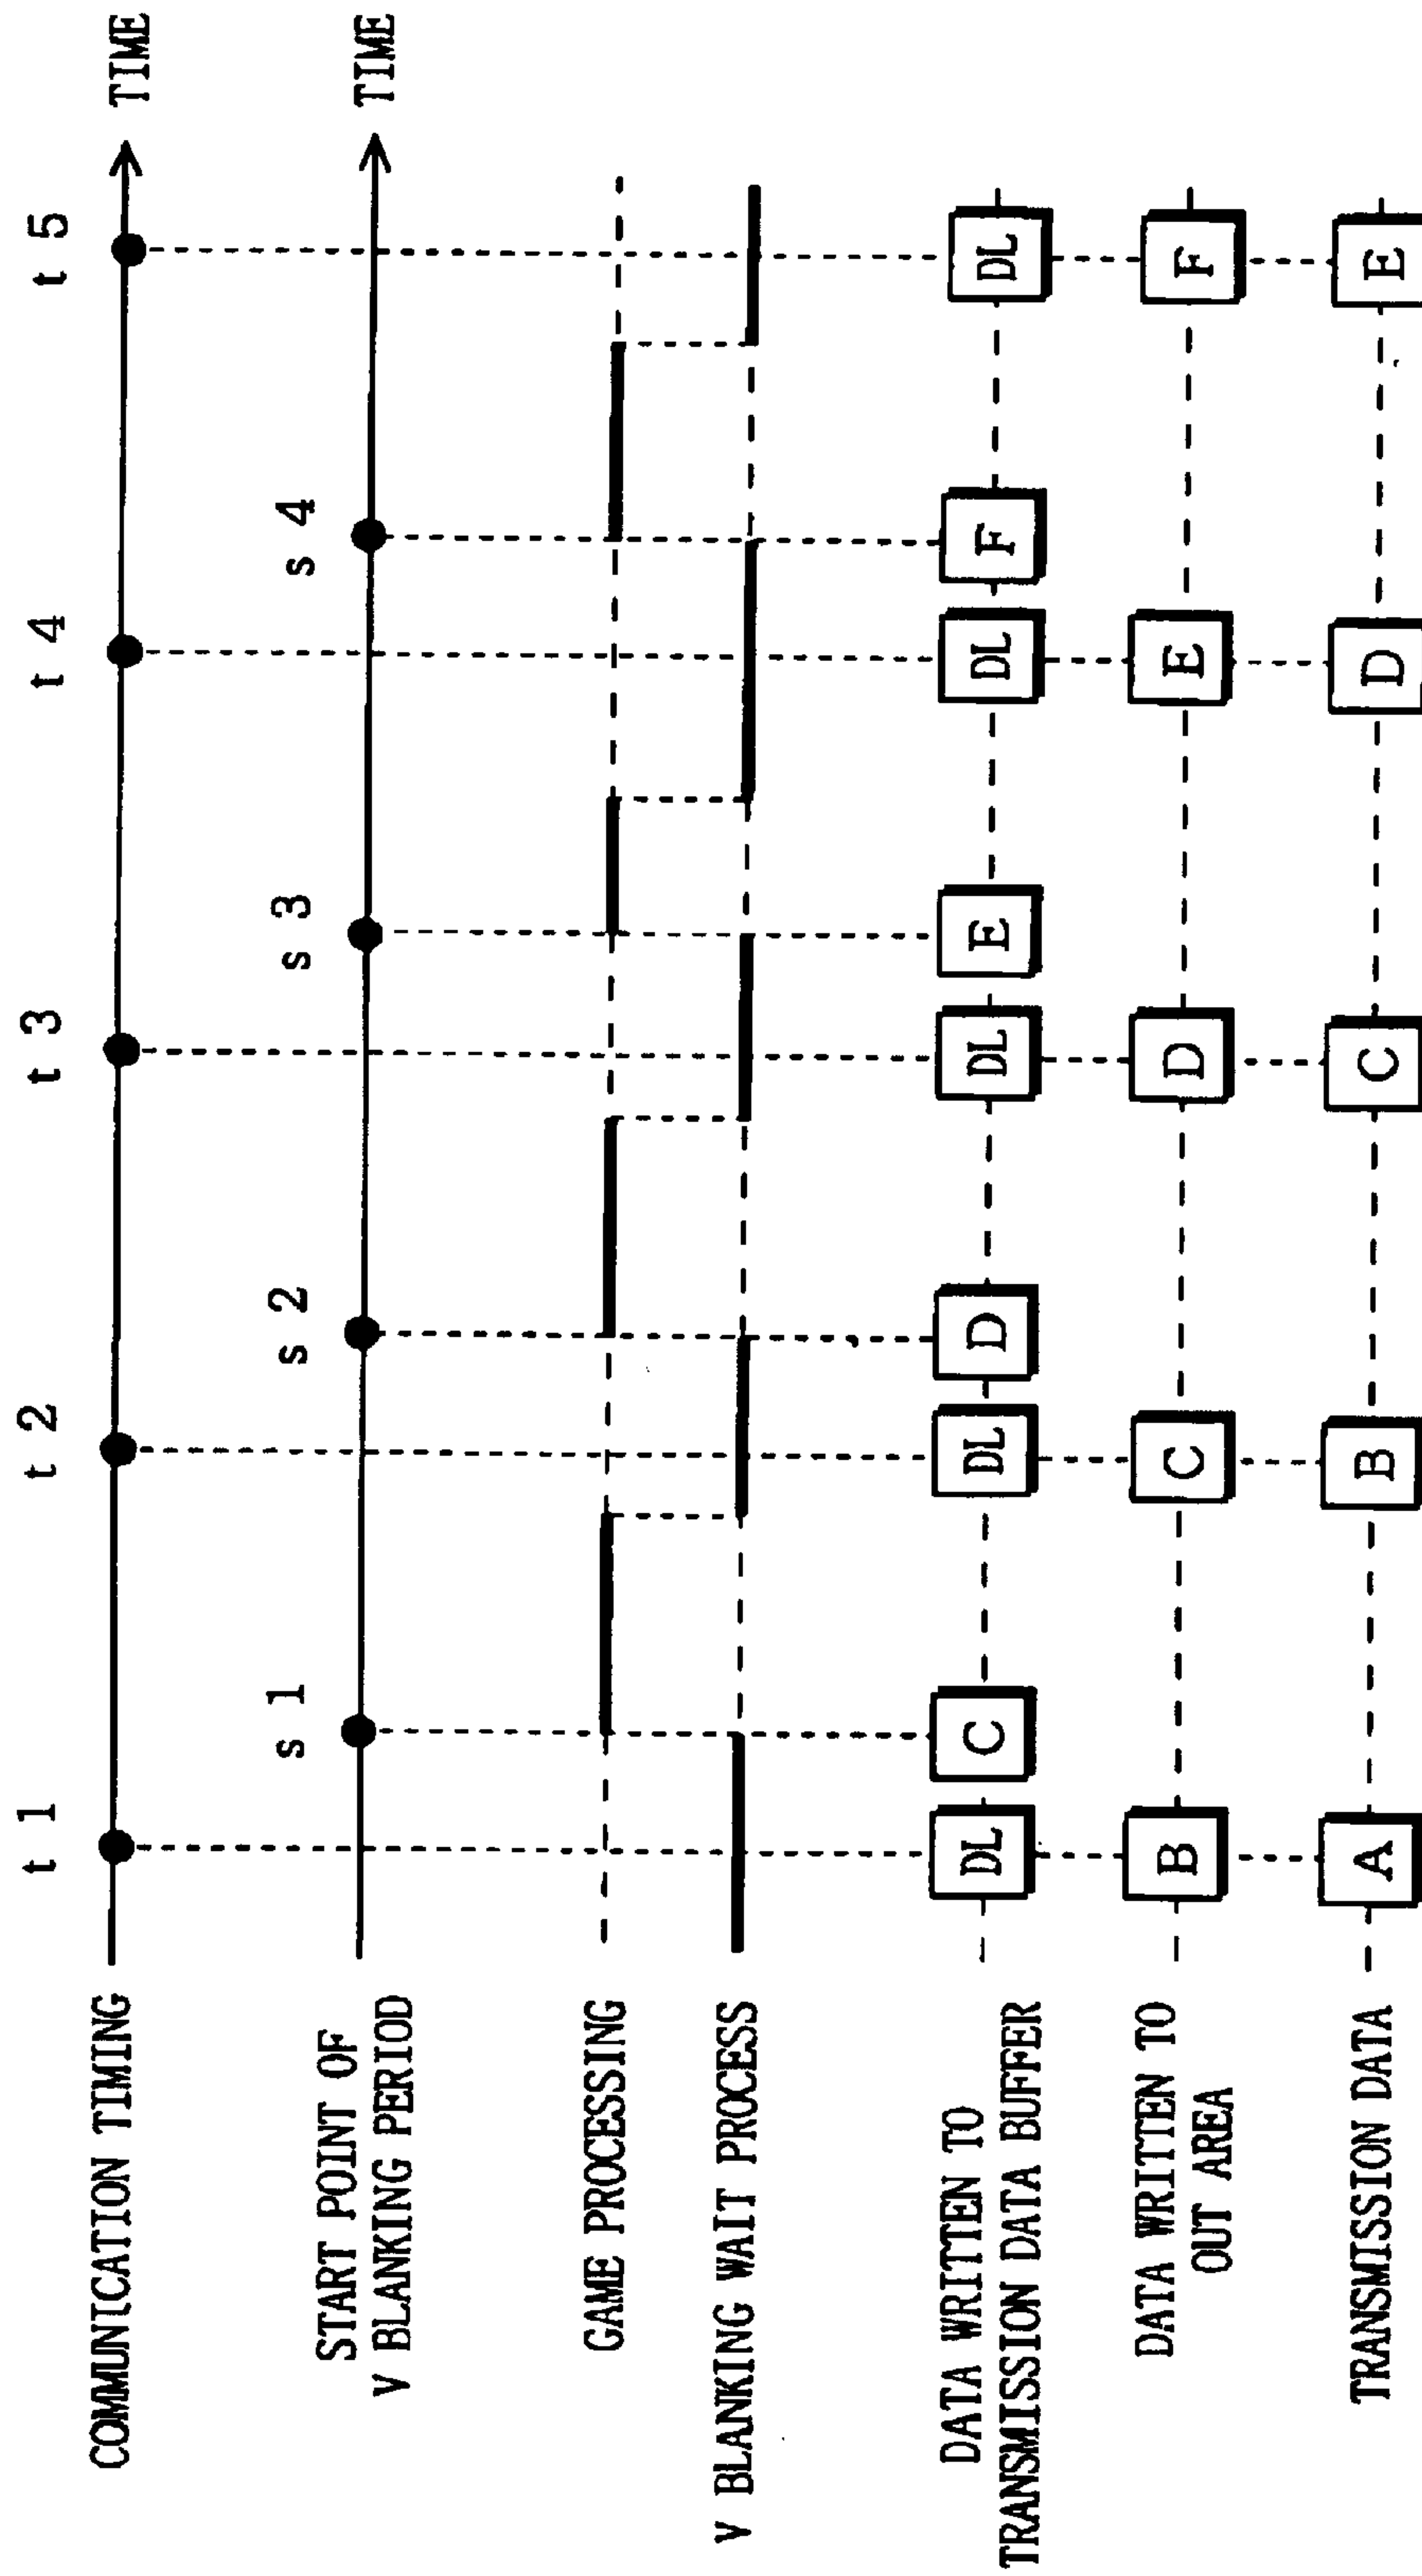 t 1 t 2 t 3 t 4 t 5
COMMUNICATION TIMING TIME
s 1 s 2 s 3 s 4
START POINT OF
V BLANKING PERIOD TIME
GAME PROCESSING
V BLANKING WAIT PROCESS
DATA WRITTEN TO
TRANSMISSION DATA BUFFER
DL C DL D DL E DL F DL
DATA WRITTEN TO
OUT AREA
B C D E F
TRANSMISSION DATA
A B C D E